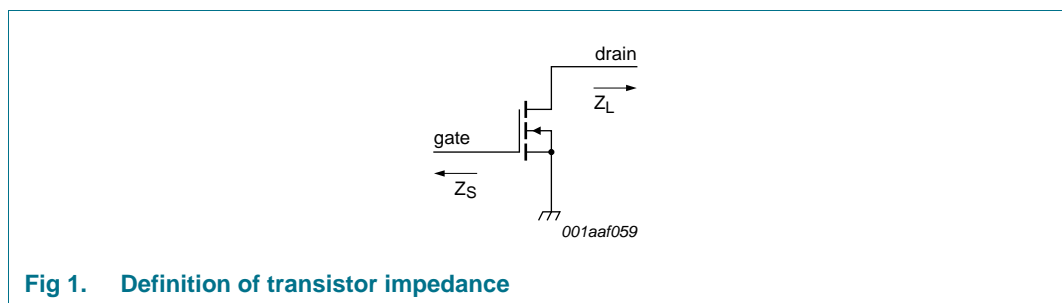 drain
Z_L
gate
Z_S
001aaf059
Fig 1. Definition of transistor impedance